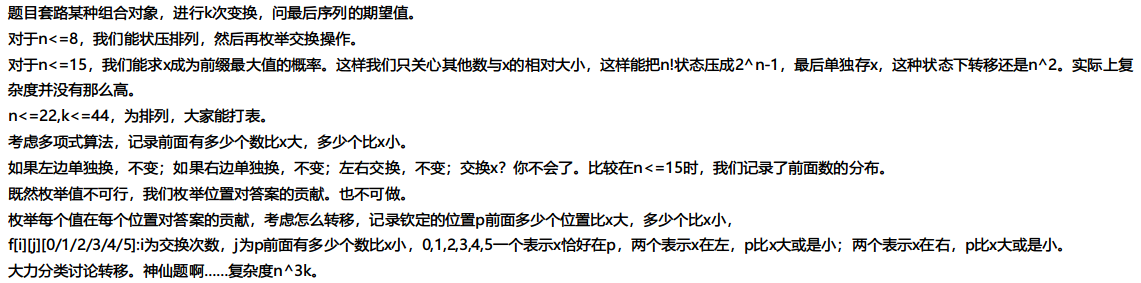 题目套路某种组合对象，进行k次变换，问最后序列的期望值。
对于n<=8，我们能状压排列，然后再枚举交换操作。
对于n<=15，我们能求x成为前缀最大值的概率。这样我们只关心其他数与x的相对大小，这样能把n!状态压成2^n-1，最后单独存x，这种状态下转移还是n^2。实际上复
杂度并没有那么高。
n<=22,k<=44，为排列，大家能打表。
考虑多项式算法，记录前面有多少个数比x大，多少个比x小。
如果左边单独换，不变；如果右边单独换，不变；左右交换，不变；交换x？你不会了。比较在n<=15时，我们记录了前面数的分布。
既然枚举值不可行，我们枚举位置对答案的贡献。也不可做。
枚举每个值在每个位置对答案的贡献，考虑怎么转移，记录钦定的位置p前面多少个位置比x大，多少个比x小，
f[i][j][0/1/2/3/4/5]:i为交换次数，j为p前面有多少个数比x小，0,1,2,3,4,5一个表示x恰好在p，两个表示x在左，p比x大或是小；两个表示x在右，p比x大或是小。
大力分类讨论转移。神仙题啊......复杂度n^3k。